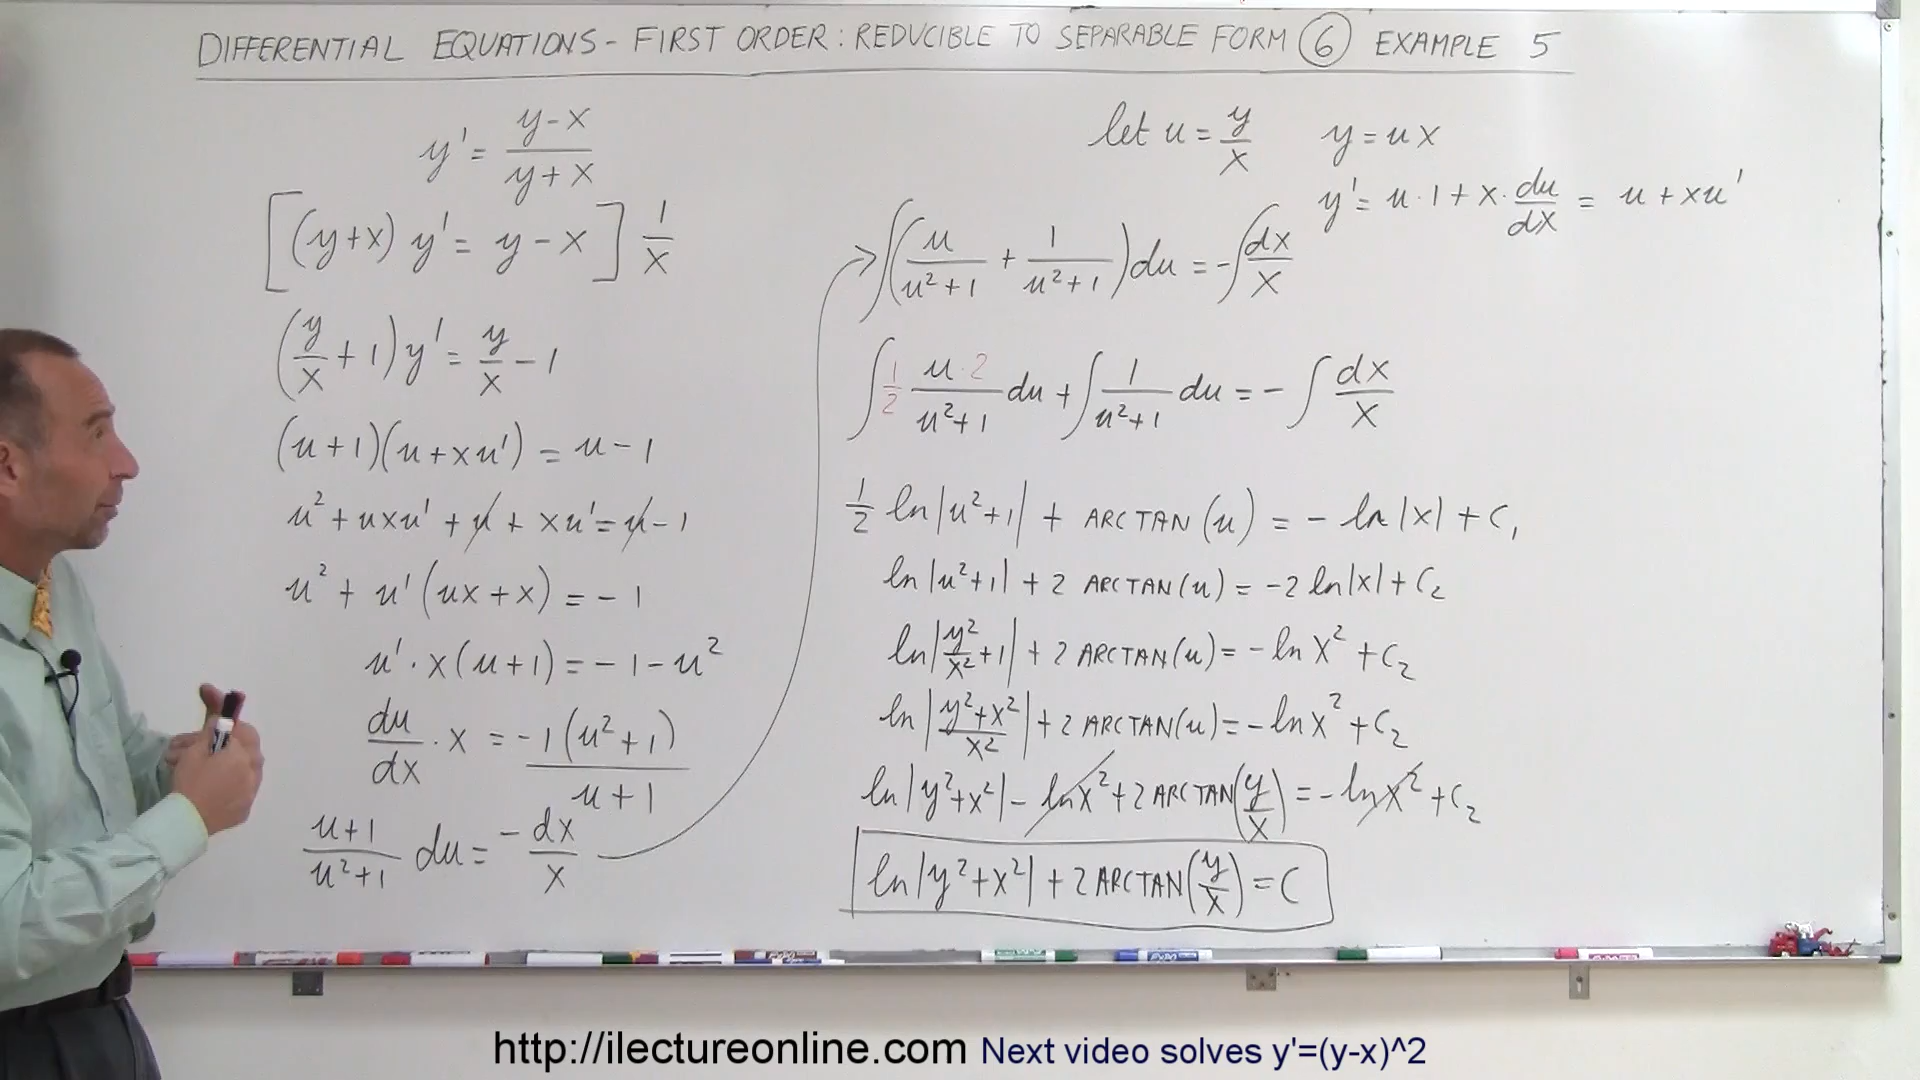 DIFFERENTIAL EQUATIONS - FIRST ORDER: REDUCIBLE TO SEPARABLE FORM ⑥ EXAMPLE 5
y' = (y-x)/(y+x)
[(y+x) y' = y-x] 1/x
(y/x + 1) y' = y/x - 1
(u+1)(u+xu') = u-1
u² + uxu' + u + xu' = u - 1
u² + u'(ux+x) = -1
u' · x(u+1) = -1-u²
du/dx · x = -1(u²+1)/(u+1)
(u+1)/(u²+1) du = -dx/x
let u = y/x y = ux
y' = u·1 + x·du/dx = u + xu'
∫(u/(u²+1) + 1/(u²+1))du = -∫dx/x
∫ 1/2 u·2/(u²+1) du + ∫ 1/(u²+1) du = - ∫ dx/x
1/2 ln|u²+1| + ARCTAN(u) = - ln|x| + C₁
ln|u²+1| + 2 ARCTAN(u) = -2 ln|x| + C₂
ln|y²/x²+1| + 2 ARCTAN(u) = -ln x² + C₂
ln|(y²+x²)/x²| + 2 ARCTAN(u) = -ln x² + C₂
ln|y²+x²| - ln x² + 2 ARCTAN(y/x) = -ln x² + C₂
ln|y²+x²| + 2 ARCTAN(y/x) = C
http://ilectureonline.com Next video solves y'=(y-x)^2